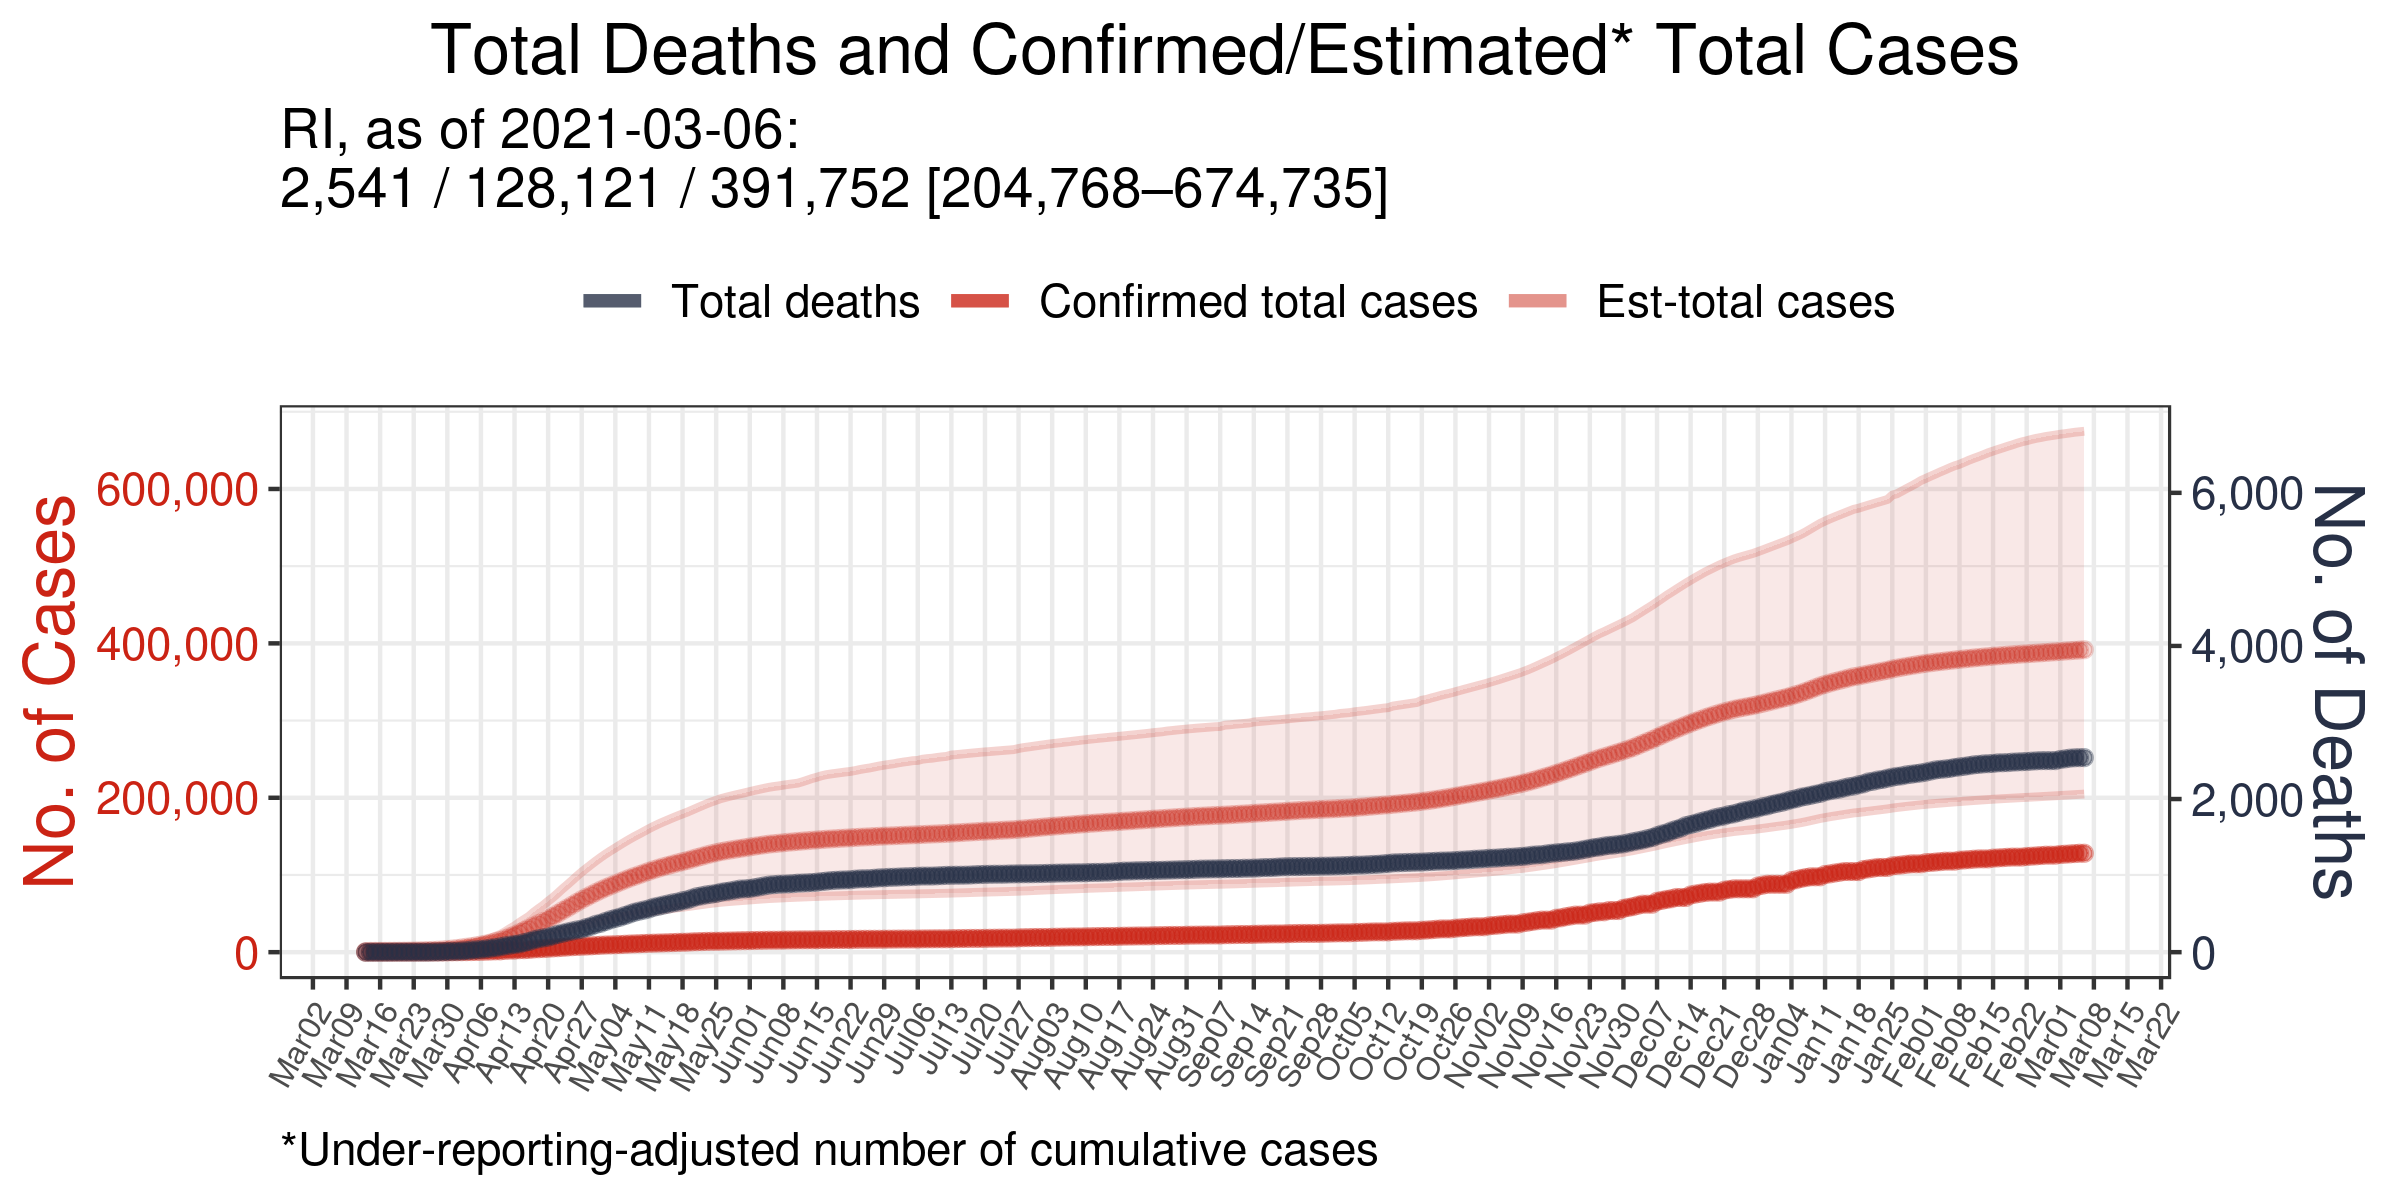 Total Deaths and Confirmed/Estimated* Total Cases
RI, as of 2021-03-06:
2,541 / 128,121 / 391,752 [204,768–674,735]
Total deaths
Confirmed total cases
Est-total cases
No. of Cases
600,000
400,000
200,000
0
6,000
4,000
2,000
0
No. of Deaths
Mar02
Mar09
Mar16
Mar23
Mar30
Apr06
Apr13
Apr20
Apr27
May04
May11
May18
May25
Jun01
Jun08
Jun15
Jun22
Jun29
Jul06
Jul13
Jul20
Jul27
Aug03
Aug10
Aug17
Aug24
Aug31
Sep07
Sep14
Sep21
Sep28
Oct05
Oct12
Oct19
Oct26
Nov02
Nov09
Nov16
Nov23
Nov30
Dec07
Dec14
Dec21
Dec28
Jan04
Jan11
Jan18
Jan25
Feb01
Feb08
Feb15
Feb22
Mar01
Mar08
Mar15
Mar22
*Under-reporting-adjusted number of cumulative cases